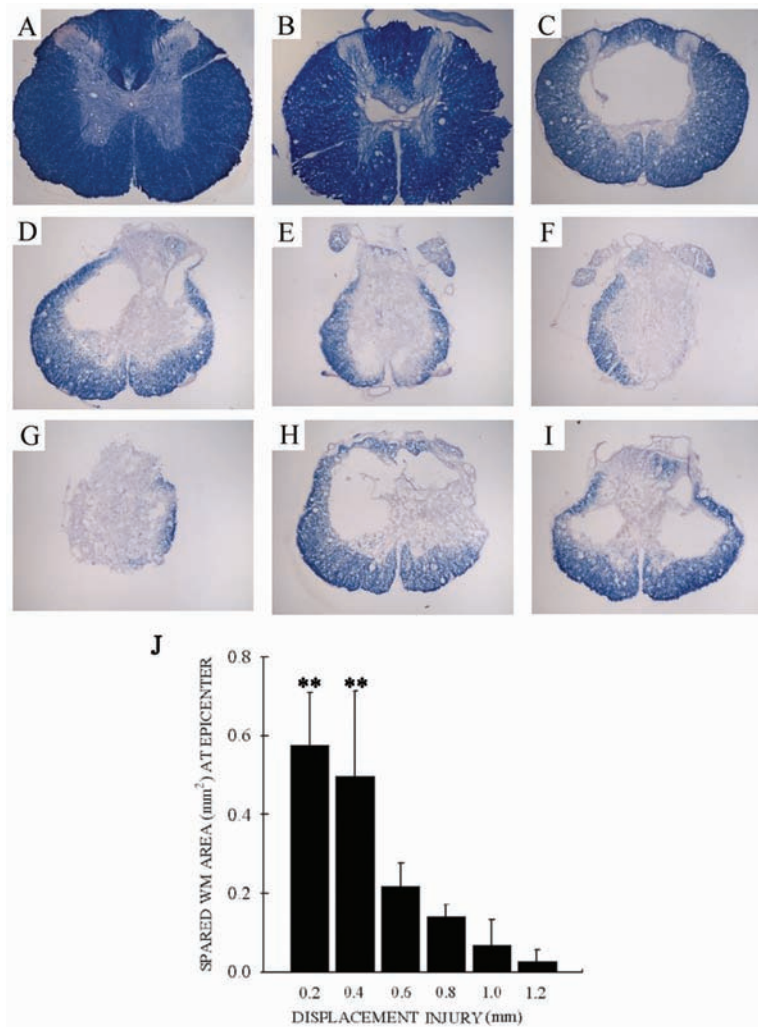 A
B
C
D
E
F
G
H
I
J
SPARED WM AREA (mm²) AT EPICENTER
0.8
0.6
0.4
0.2
0.0
** **
0.2 0.4 0.6 0.8 1.0 1.2
DISPLACEMENT INJURY (mm)